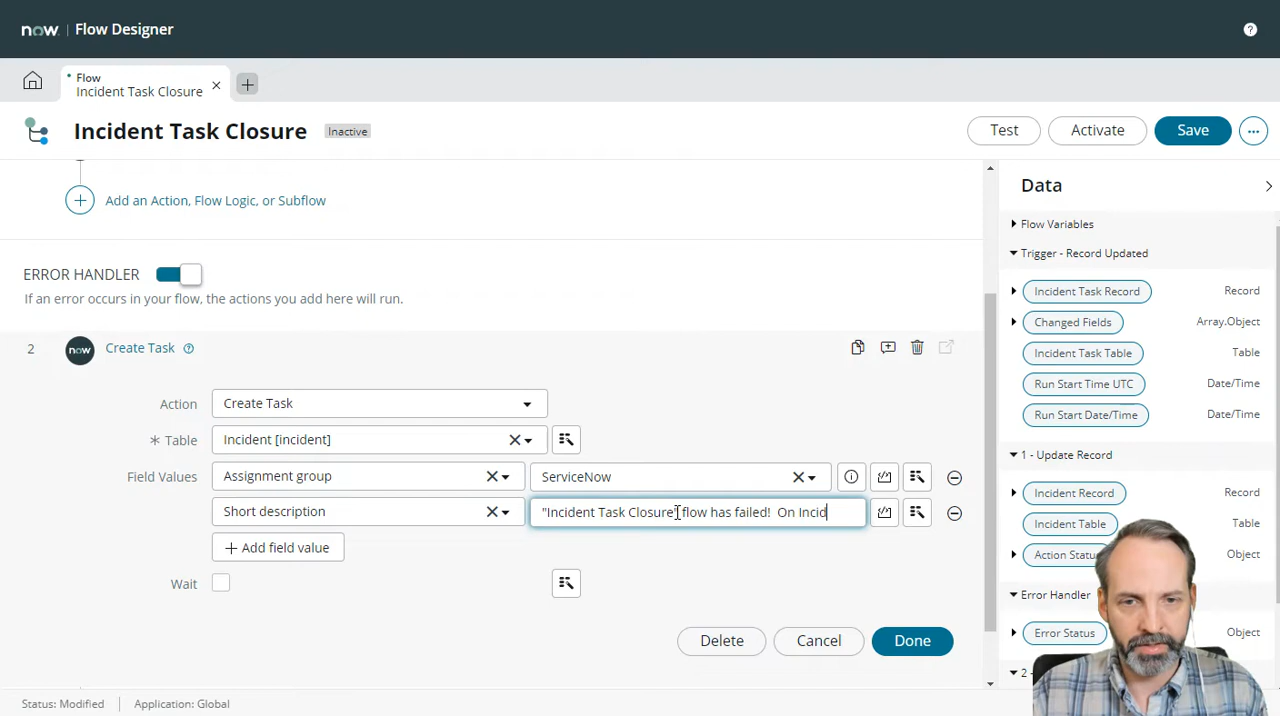 now. Flow Designer
Flow
Incident Task Closure
Incident Task Closure Inactive
Test Activate Save
Add an Action, Flow Logic, or Subflow
ERROR HANDLER
If an error occurs in your flow, the actions you add here will run.
2 now Create Task
Action Create Task
* Table Incident [incident]
Field Values Assignment group ServiceNow
Short description "Incident Task Closure" flow has failed! On Incid
+ Add field value
Wait
Delete Cancel Done
Data
Flow Variables
Trigger - Record Updated
Incident Task Record Record
Changed Fields Array.Object
Incident Task Table Table
Run Start Time UTC Date/Time
Run Start Date/Time Date/Time
1 - Update Record
Incident Record Record
Incident Table Table
Action Status Object
Error Handler
Error Status Object
2 -
Status: Modified Application: Global